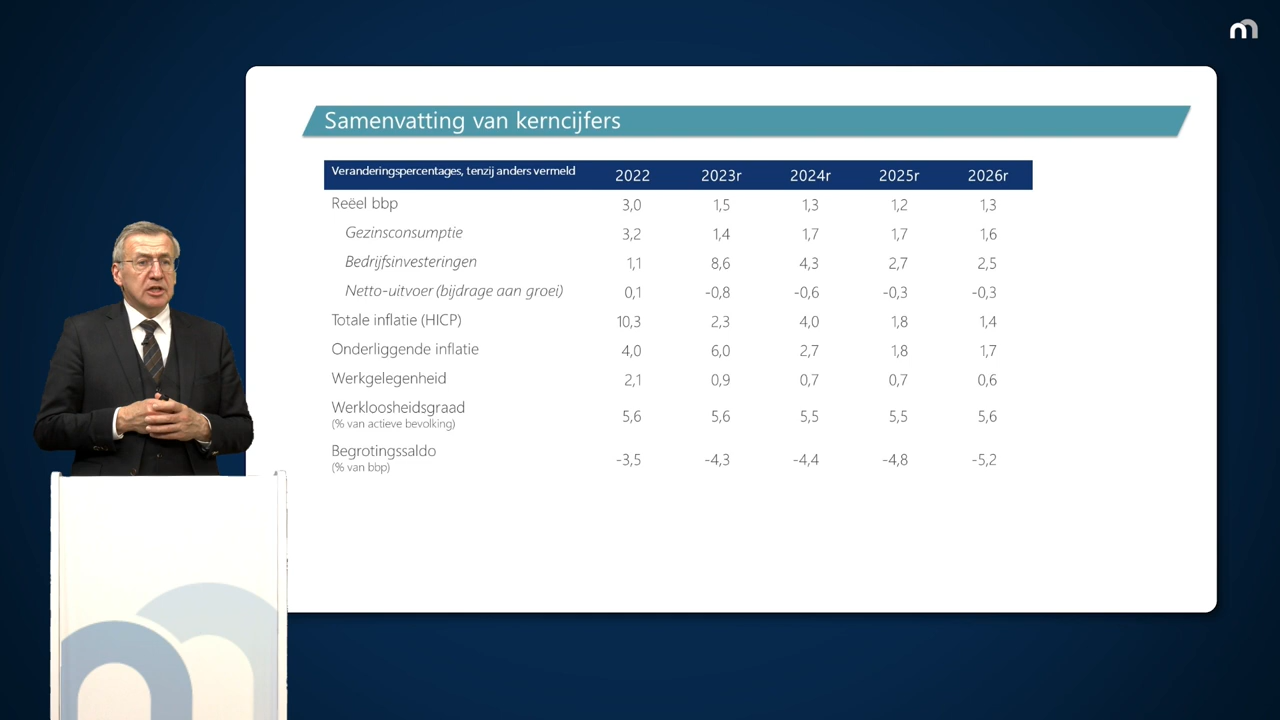 Samenvatting van kerncijfers
Veranderingspercentages, tenzij anders vermeld 2022 2023r 2024r 2025r 2026r
Reëel bbp 3,0 1,5 1,3 1,2 1,3
Gezinsconsumptie 3,2 1,4 1,7 1,7 1,6
Bedrijfsinvesteringen 1,1 8,6 4,3 2,7 2,5
Netto-uitvoer (bijdrage aan groei) 0,1 -0,8 -0,6 -0,3 -0,3
Totale inflatie (HICP) 10,3 2,3 4,0 1,8 1,4
Onderliggende inflatie 4,0 6,0 2,7 1,8 1,7
Werkgelegenheid 2,1 0,9 0,7 0,7 0,6
Werkloosheidsgraad 5,6 5,6 5,5 5,5 5,6
(% van actieve bevolking)
Begrotingssaldo -3,5 -4,3 -4,4 -4,8 -5,2
(% van bbp)